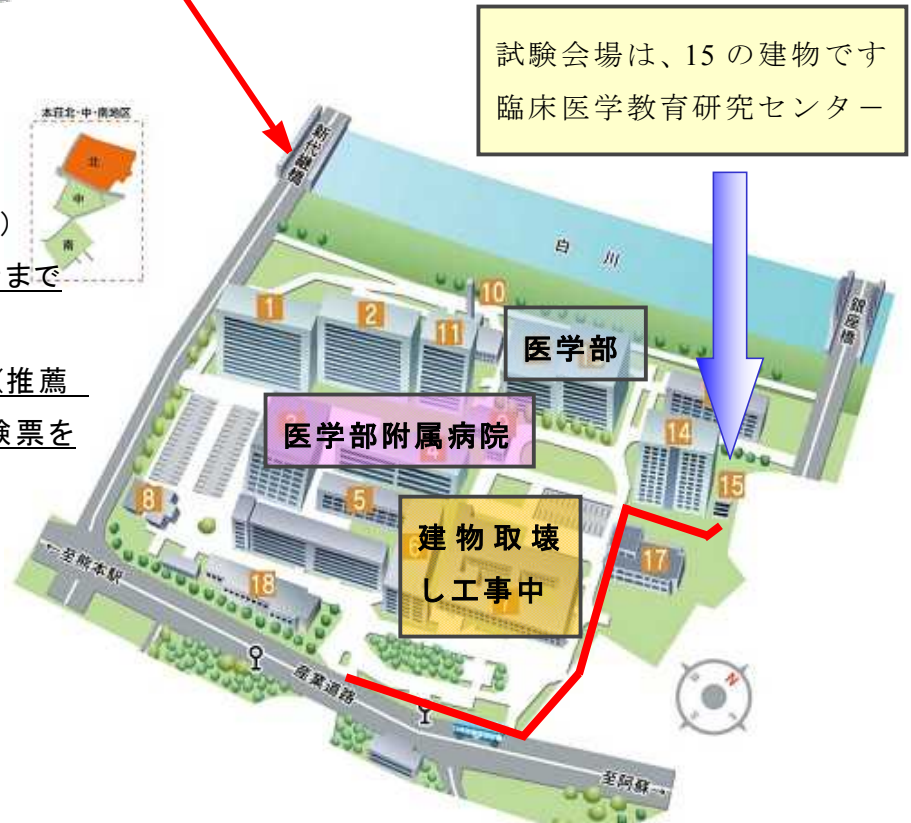 試験会場は、15 の建物です
臨床医学教育研究センター
本荘北・中・南地区
北
中
南
）
まで
（推薦
験票を
新代継橋
白川
銀座橋
1
2
10
11
医学部
医学部附属病院
4
14
15
5
8
建物取壊
し工事中
17
18
←至熊本駅
産業道路
至阿蘇→
N